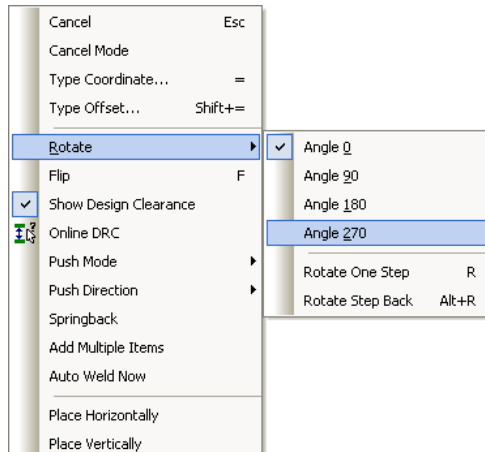 Cancel Esc
Cancel Mode
Type Coordinate... =
Type Offset... Shift+=
Rotate
Flip F
Show Design Clearance
Online DRC
Push Mode
Push Direction
Springback
Add Multiple Items
Auto Weld Now
Place Horizontally
Place Vertically
Angle 0
Angle 90
Angle 180
Angle 270
Rotate One Step R
Rotate Step Back Alt+R